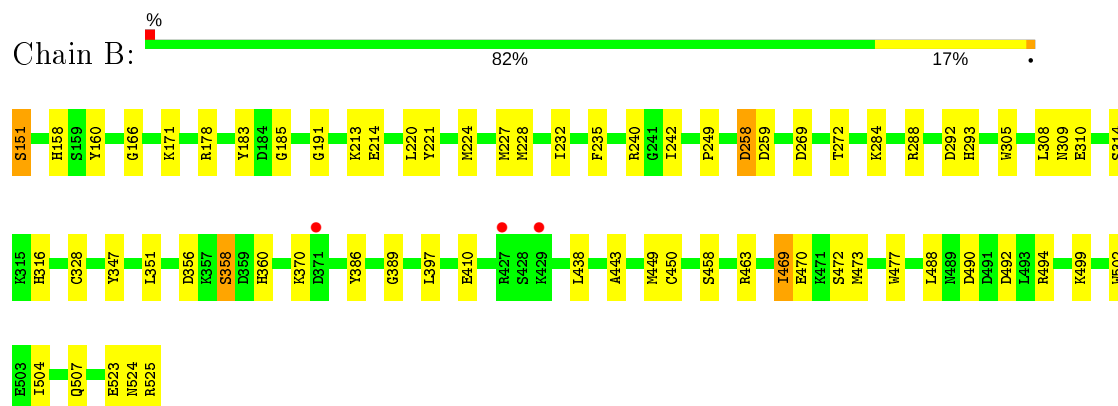 %
Chain B:
82% 17% •
S151 H158 S159 Y160 G166 K171 R178 Y183 D184 G185 G191 K213 E214 L220 Y221 M224 M227 M228 I232 F235 R240 G241 I242 P249 D258 D259 D269 T272 K284 R288 D292 H293 W305 L308 N309 E310 S314
K315 H316 C328 Y347 L351 D356 K357 S358 D359 H360 K370 D371 Y386 G389 L397 E410 R427 S428 K429 L438 A443 M449 C450 S458 R463 I469 E470 K471 S472 M473 W477 L488 N489 D490 D491 D492 L493 R494 K499 W502
E503 I504 Q507 E523 N524 R525